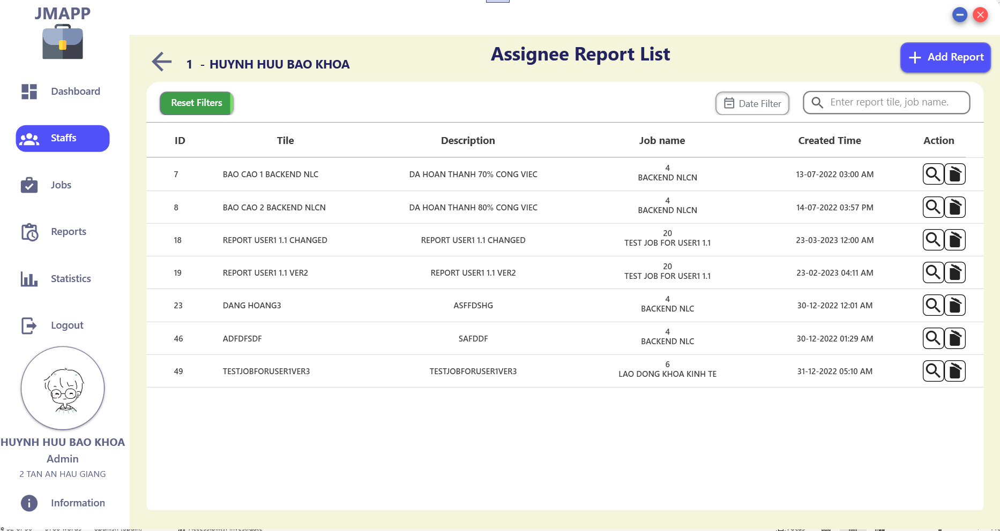 JMAPP
Dashboard
Staffs
Jobs
Reports
Statistics
Logout
HUYNH HUU BAO KHOA
Admin
2 TAN AN HAU GIANG
Information
1 - HUYNH HUU BAO KHOA
Assignee Report List
Add Report
Reset Filters
Date Filter
Enter report tile, job name.
ID Tile Description Job name Created Time Action
7 BAO CAO 1 BACKEND NLC DA HOAN THANH 70% CONG VIEC 4 BACKEND NLCN 13-07-2022 03:00 AM
8 BAO CAO 2 BACKEND NLCN DA HOAN THANH 80% CONG VIEC 4 BACKEND NLCN 14-07-2022 03:57 PM
18 REPORT USER1 1.1 CHANGED REPORT USER1 1.1 CHANGED 20 TEST JOB FOR USER1 1.1 23-03-2023 12:00 AM
19 REPORT USER1 1.1 VER2 REPORT USER1 1.1 VER2 20 TEST JOB FOR USER1 1.1 23-02-2023 04:11 AM
23 DANG HOANG3 ASFFDSHG 4 BACKEND NLC 30-12-2022 12:01 AM
46 ADFDFSDF SAFDDF 4 BACKEND NLC 30-12-2022 01:29 AM
49 TESTJOBFORUSER1VER3 TESTJOBFORUSER1VER3 6 LAO DONG KHOA KINH TE 31-12-2022 05:10 AM